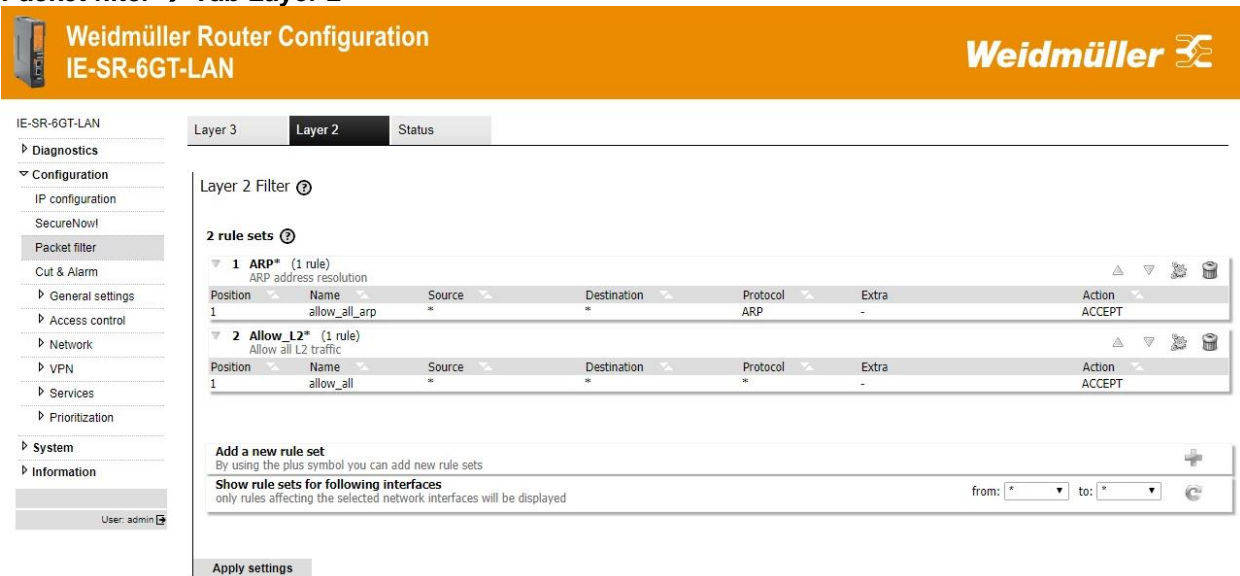 Packet filter → Tab Layer 2
Weidmüller Router Configuration
IE-SR-6GT-LAN
Weidmüller
IE-SR-6GT-LAN
Diagnostics
Configuration
IP configuration
SecureNow!
Packet filter
Cut & Alarm
General settings
Access control
Network
VPN
Services
Prioritization
System
Information
User: admin
Layer 3 Layer 2 Status
Layer 2 Filter ?
2 rule sets ?
1 ARP* (1 rule)
ARP address resolution
Position Name Source Destination Protocol Extra Action
1 allow_all_arp * * ARP - ACCEPT
2 Allow_L2* (1 rule)
Allow all L2 traffic
Position Name Source Destination Protocol Extra Action
1 allow_all * * * - ACCEPT
Add a new rule set
By using the plus symbol you can add new rule sets
Show rule sets for following interfaces
only rules affecting the selected network interfaces will be displayed
from: * to: *
Apply settings